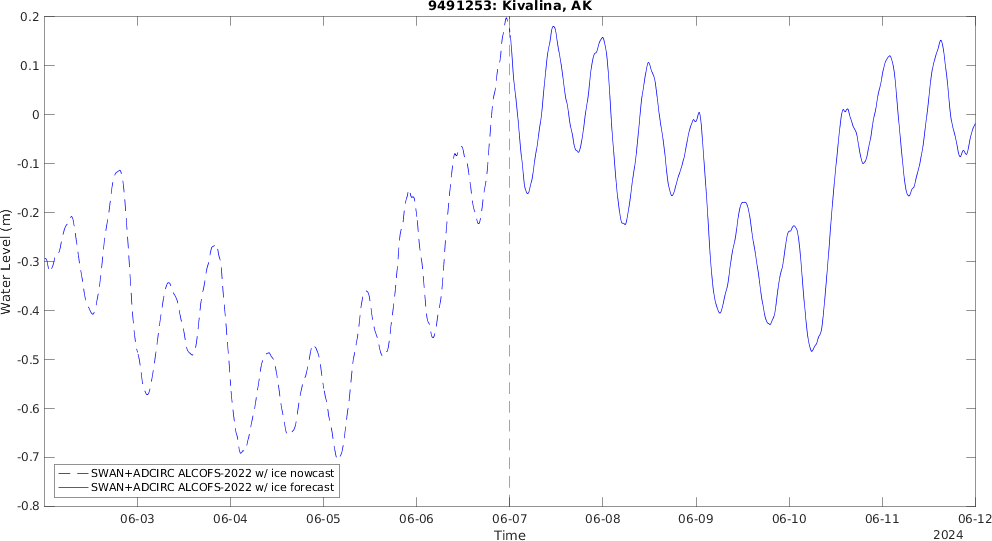 9491253: Kivalina, AK
0.2
0.1
0
-0.1
-0.2
-0.3
-0.4
-0.5
-0.6
-0.7
-0.8
Water Level (m)
SWAN+ADCIRC ALCOFS-2022 w/ ice nowcast
SWAN+ADCIRC ALCOFS-2022 w/ ice forecast
06-03 06-04 06-05 06-06 06-07 06-08 06-09 06-10 06-11 06-12
Time
2024